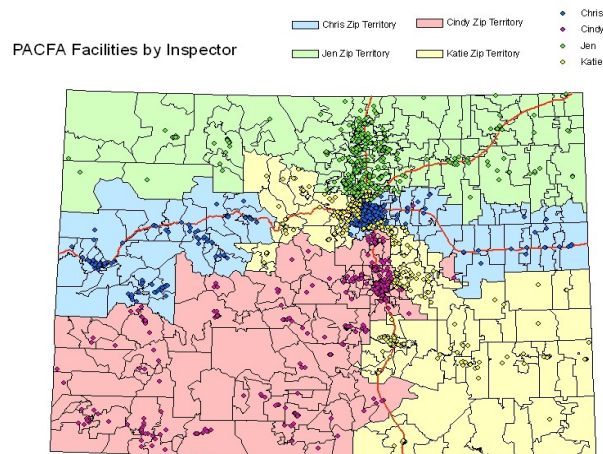 PACFA Facilities by Inspector
Chris Zip Territory
Cindy Zip Territory
Jen Zip Territory
Katie Zip Territory
Chris
Cindy
Jen
Katie